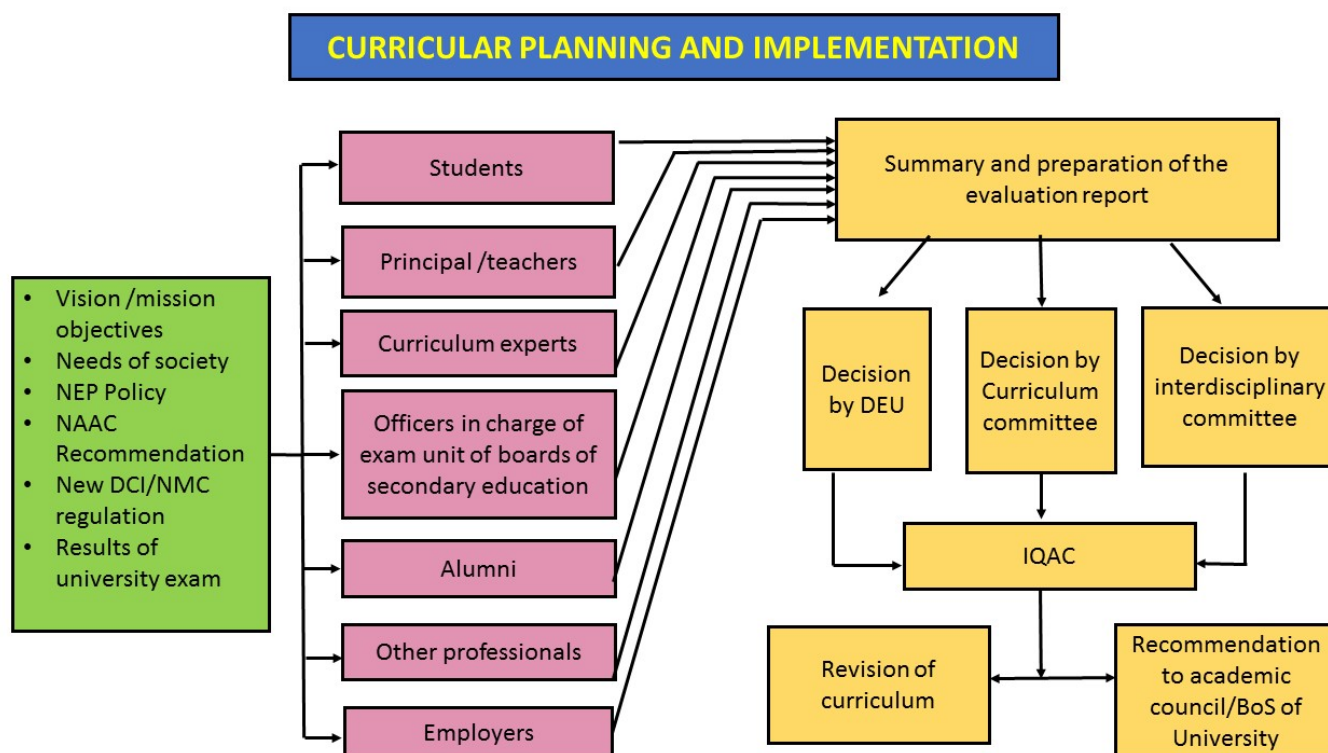 CURRICULAR PLANNING AND IMPLEMENTATION
• Vision /mission
objectives
• Needs of society
• NEP Policy
• NAAC
Recommendation
• New DCI/NMC
regulation
• Results of
university exam
Students
Principal /teachers
Curriculum experts
Officers in charge of
exam unit of boards of
secondary education
Alumni
Other professionals
Employers
Summary and preparation of the
evaluation report
Decision
by DEU
Decision by
Curriculum
committee
Decision by
interdisciplinary
committee
IQAC
Revision of
curriculum
Recommendation
to academic
council/BoS of
University